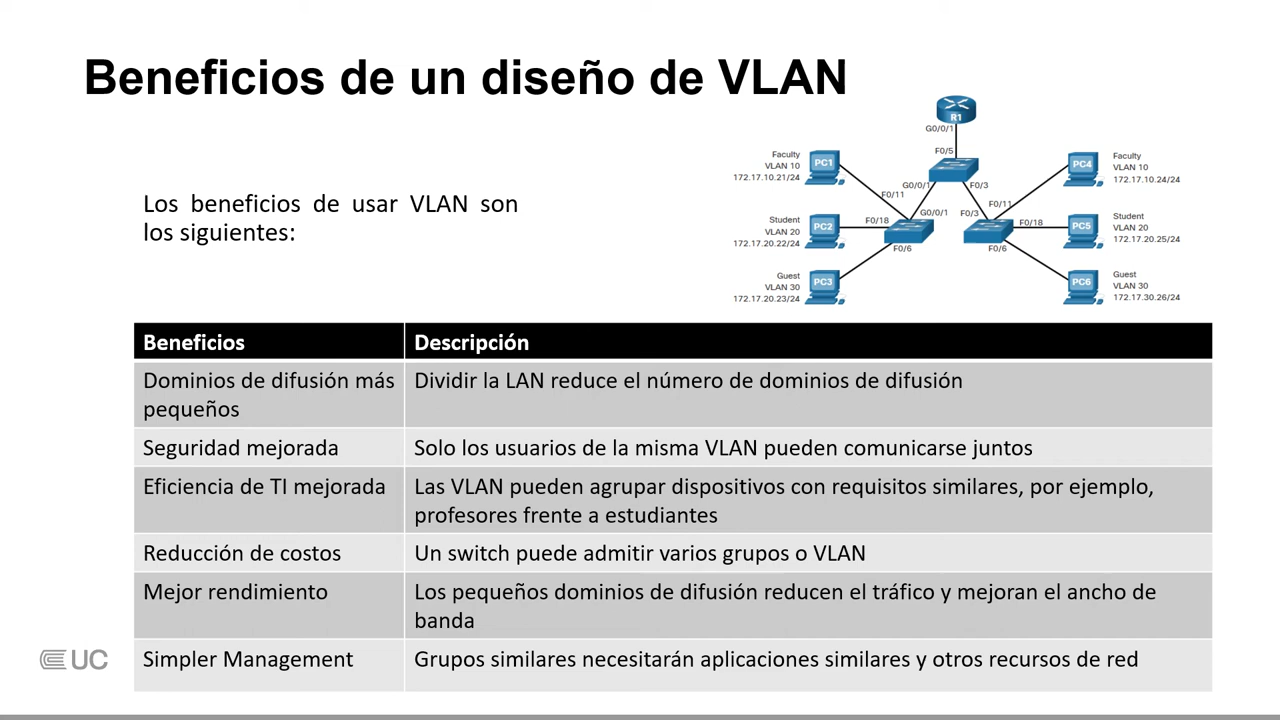 Beneficios de un diseño de VLAN
Los beneficios de usar VLAN son
los siguientes:
R1
G0/0/1
F0/5
G0/0/1
F0/3
Faculty
VLAN 10
172.17.10.21/24
PC1
F0/11
Student
VLAN 20
172.17.20.22/24
PC2
F0/18
G0/0/1
Guest
VLAN 30
172.17.20.23/24
PC3
F0/6
PC4
Faculty
VLAN 10
172.17.10.24/24
F0/11
F0/3
PC5
Student
VLAN 20
172.17.20.25/24
F0/18
PC6
Guest
VLAN 30
172.17.30.26/24
F0/6
Beneficios Descripción
Dominios de difusión más Dividir la LAN reduce el número de dominios de difusión
pequeños
Seguridad mejorada Solo los usuarios de la misma VLAN pueden comunicarse juntos
Eficiencia de TI mejorada Las VLAN pueden agrupar dispositivos con requisitos similares, por ejemplo,
profesores frente a estudiantes
Reducción de costos Un switch puede admitir varios grupos o VLAN
Mejor rendimiento Los pequeños dominios de difusión reducen el tráfico y mejoran el ancho de
banda
Simpler Management Grupos similares necesitarán aplicaciones similares y otros recursos de red
UC